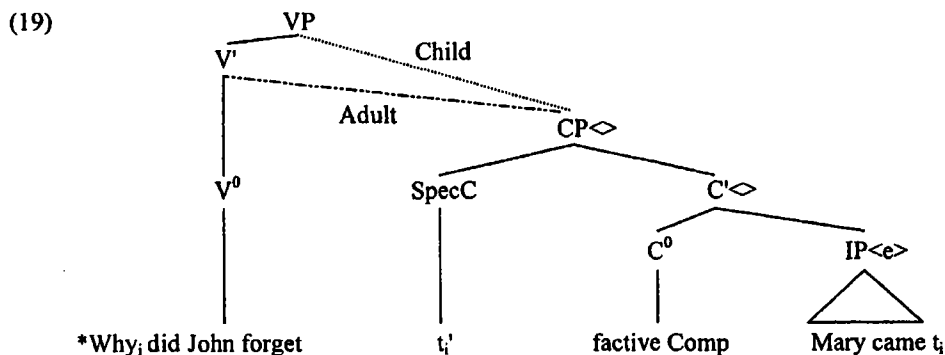 (19)
VP
V'
Child
Adult
CP<>
V⁰
SpecC
C'<>
C⁰
IP<e>
*Whyᵢ did John forget tᵢ' factive Comp Mary came tᵢ